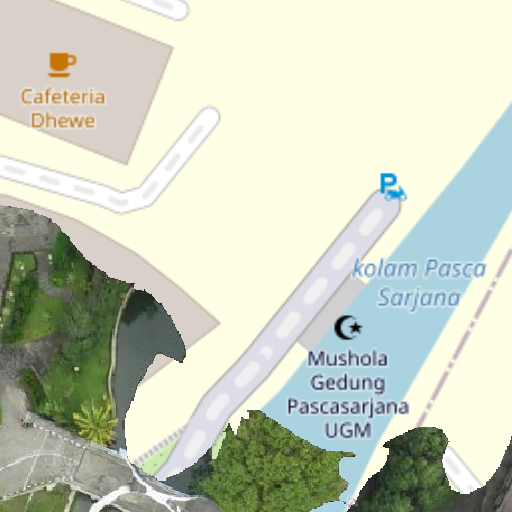 Cafeteria
Dhewe
P
kolam Pasca
Sarjana
Mushola
Gedung
Pascasarjana
UGM